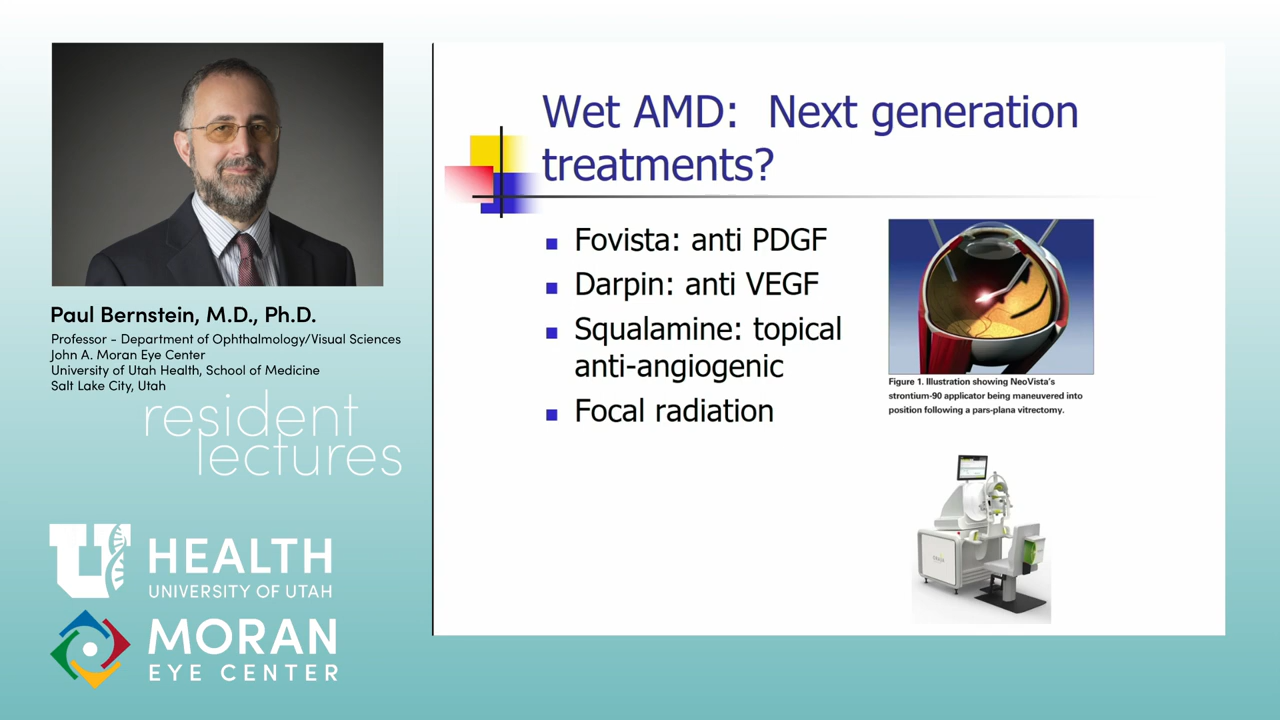 Paul Bernstein, M.D., Ph.D.
Professor - Department of Ophthalmology/Visual Sciences
John A. Moran Eye Center
University of Utah Health, School of Medicine
Salt Lake City, Utah
resident
lectures
U HEALTH
UNIVERSITY OF UTAH
MORAN
EYE CENTER
Wet AMD: Next generation
treatments?
Fovista: anti PDGF
Darpin: anti VEGF
Squalamine: topical
anti-angiogenic
Focal radiation
Figure 1. Illustration showing NeoVista's
strontium-90 applicator being maneuvered into
position following a pars-plana vitrectomy.